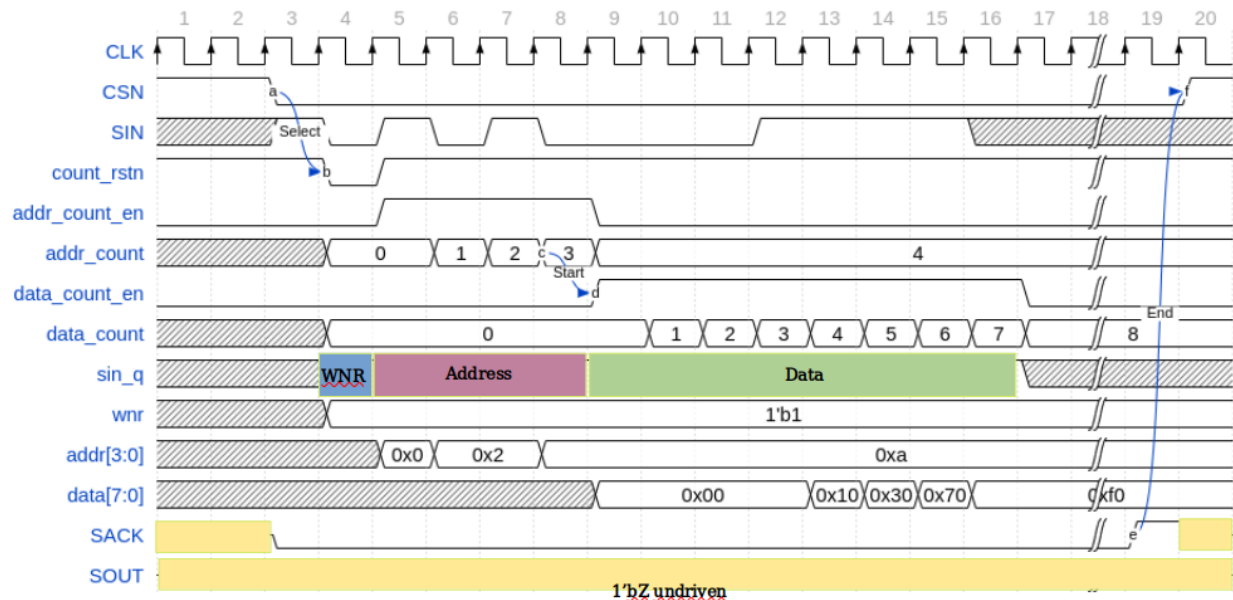 1 2 3 4 5 6 7 8 9 10 11 12 13 14 15 16 17 18 19 20
CLK
CSN a f
SIN Select
count_rstn b
addr_count_en
addr_count 0 1 2 c 3 4
Start
data_count_en d
End
data_count 0 1 2 3 4 5 6 7 8
sin_q WNR Address Data
wnr 1'b1
addr[3:0] 0x0 0x2 0xa
data[7:0] 0x00 0x10 0x30 0x70 0xf0
SACK e
SOUT
1'bZ undriven